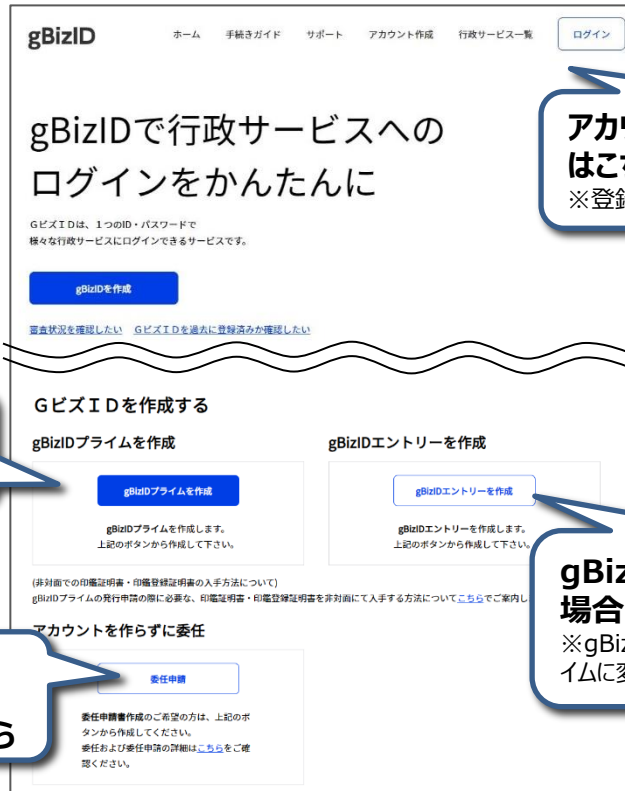 gBizID
ホーム 手続きガイド サポート アカウント作成 行政サービス一覧 ログイン
gBizIDで行政サービスへの
ログインをかんたんに
GビズIDは、1つのID・パスワードで
様々な行政サービスにログインできるサービスです。
gBizIDを作成
審査状況を確認したい GビズIDを過去に登録済みか確認したい
アカ
はこ
※登録
GビズIDを作成する
gBizIDプライムを作成
gBizIDプライムを作成
gBizIDプライムを作成します。
上記のボタンから作成して下さい。
gBizIDエントリーを作成
gBizIDエントリーを作成
gBizIDエントリーを作成します。
上記のボタンから作成して下さい。
(非対面での印鑑証明書・印鑑登録証明書の入手方法について)
gBizIDプライムの発行申請の際に必要な、印鑑証明書・印鑑登録証明書を非対面にて入手する方法についてこちらでご案内し
gBiz
場合
※gBiz
イムに変
アカウントを作らずに委任
委任申請
委任申請書作成のご希望の方は、上記のボ
タンから作成してください。
委任および委任申請の詳細はこちらをご確
認ください。
ら